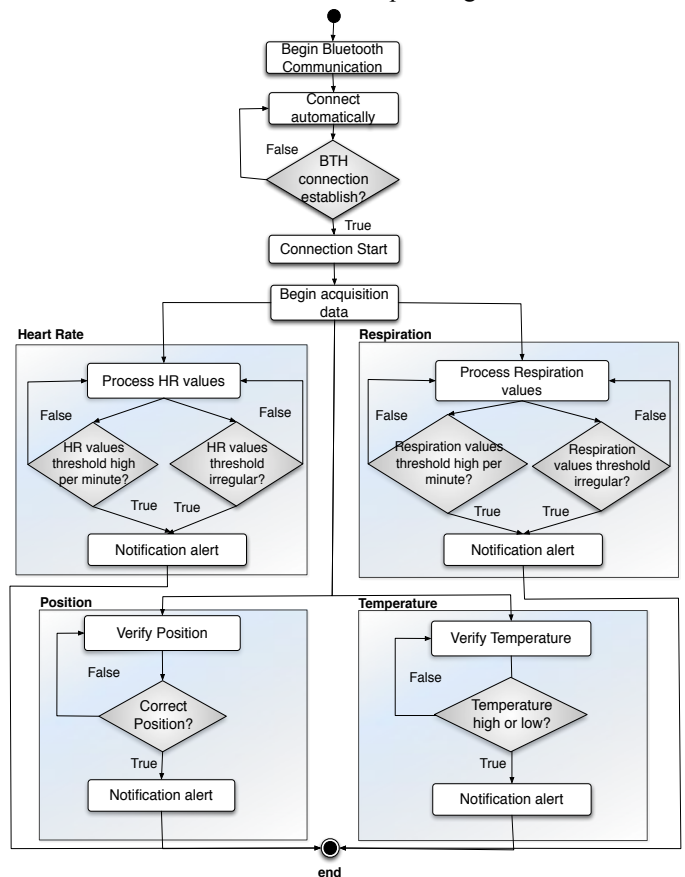 Begin Bluetooth
Communication
Connect
automatically
False
BTH
connection
establish?
True
Connection Start
Begin acquisition
data
Heart Rate
Process HR values
False
False
HR values
threshold high
per minute?
HR values
threshold
irregular?
True
True
Notification alert
Respiration
Process Respiration
values
False
False
Respiration values
threshold high per
minute?
Respiration
values threshold
irregular?
True
True
Notification alert
Position
Verify Position
False
Correct
Position?
True
Notification alert
Temperature
Verify Temperature
False
Temperature
high or low?
True
Notification alert
end